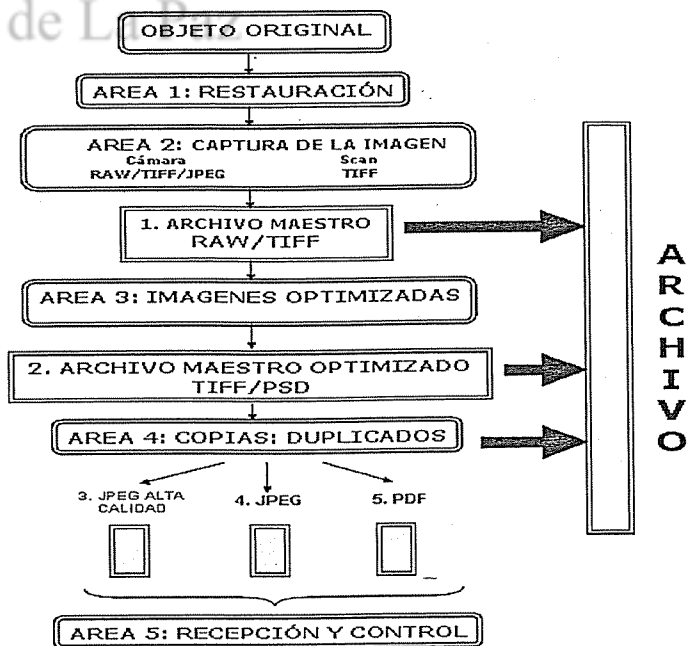 de La Paz
OBJETO ORIGINAL
AREA 1: RESTAURACIÓN
AREA 2: CAPTURA DE LA IMAGEN
Cámara Scan
RAW/TIFF/JPEG TIFF
1. ARCHIVO MAESTRO
RAW/TIFF
AREA 3: IMAGENES OPTIMIZADAS
2. ARCHIVO MAESTRO OPTIMIZADO
TIFF/PSD
AREA 4: COPIAS: DUPLICADOS
3. JPEG ALTA
CALIDAD
4. JPEG
5. PDF
AREA 5: RECEPCIÓN Y CONTROL
ARCHIVO